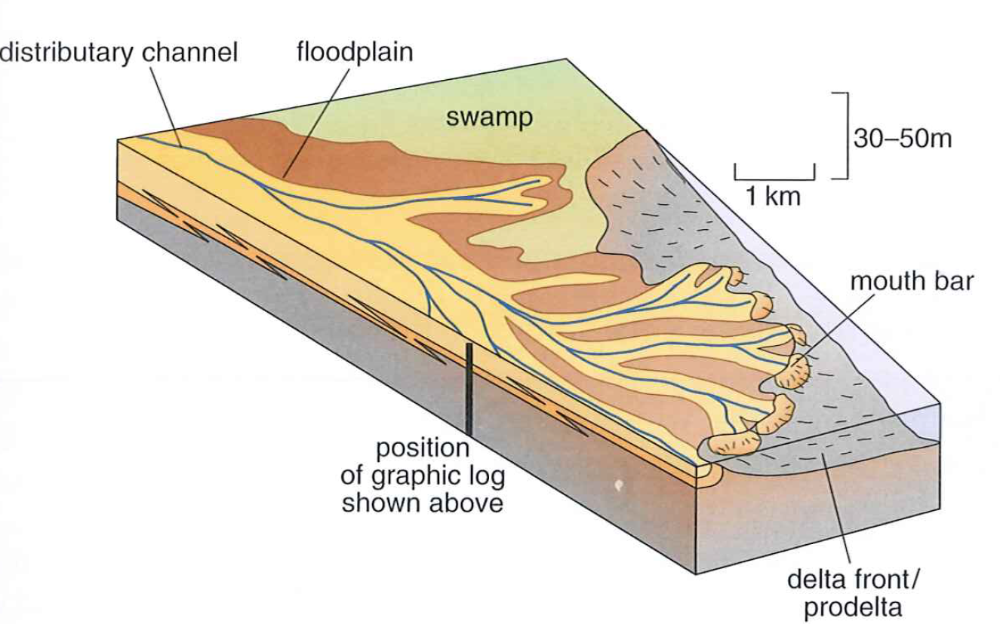 distributary channel
floodplain
swamp
30–50m
1 km
mouth bar
position
of graphic log
shown above
delta front/
prodelta